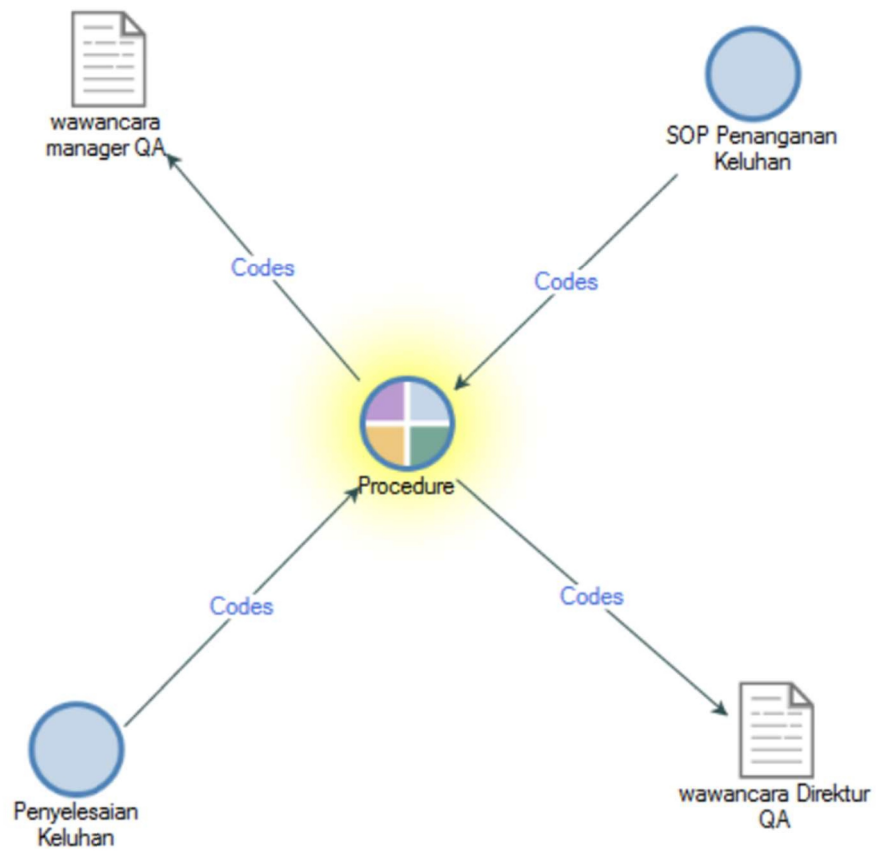 wawancara
manager QA
SOP Penanganan
Keluhan
Codes
Codes
Procedure
Codes
Codes
Penyelesaian
Keluhan
wawancara Direktur
QA